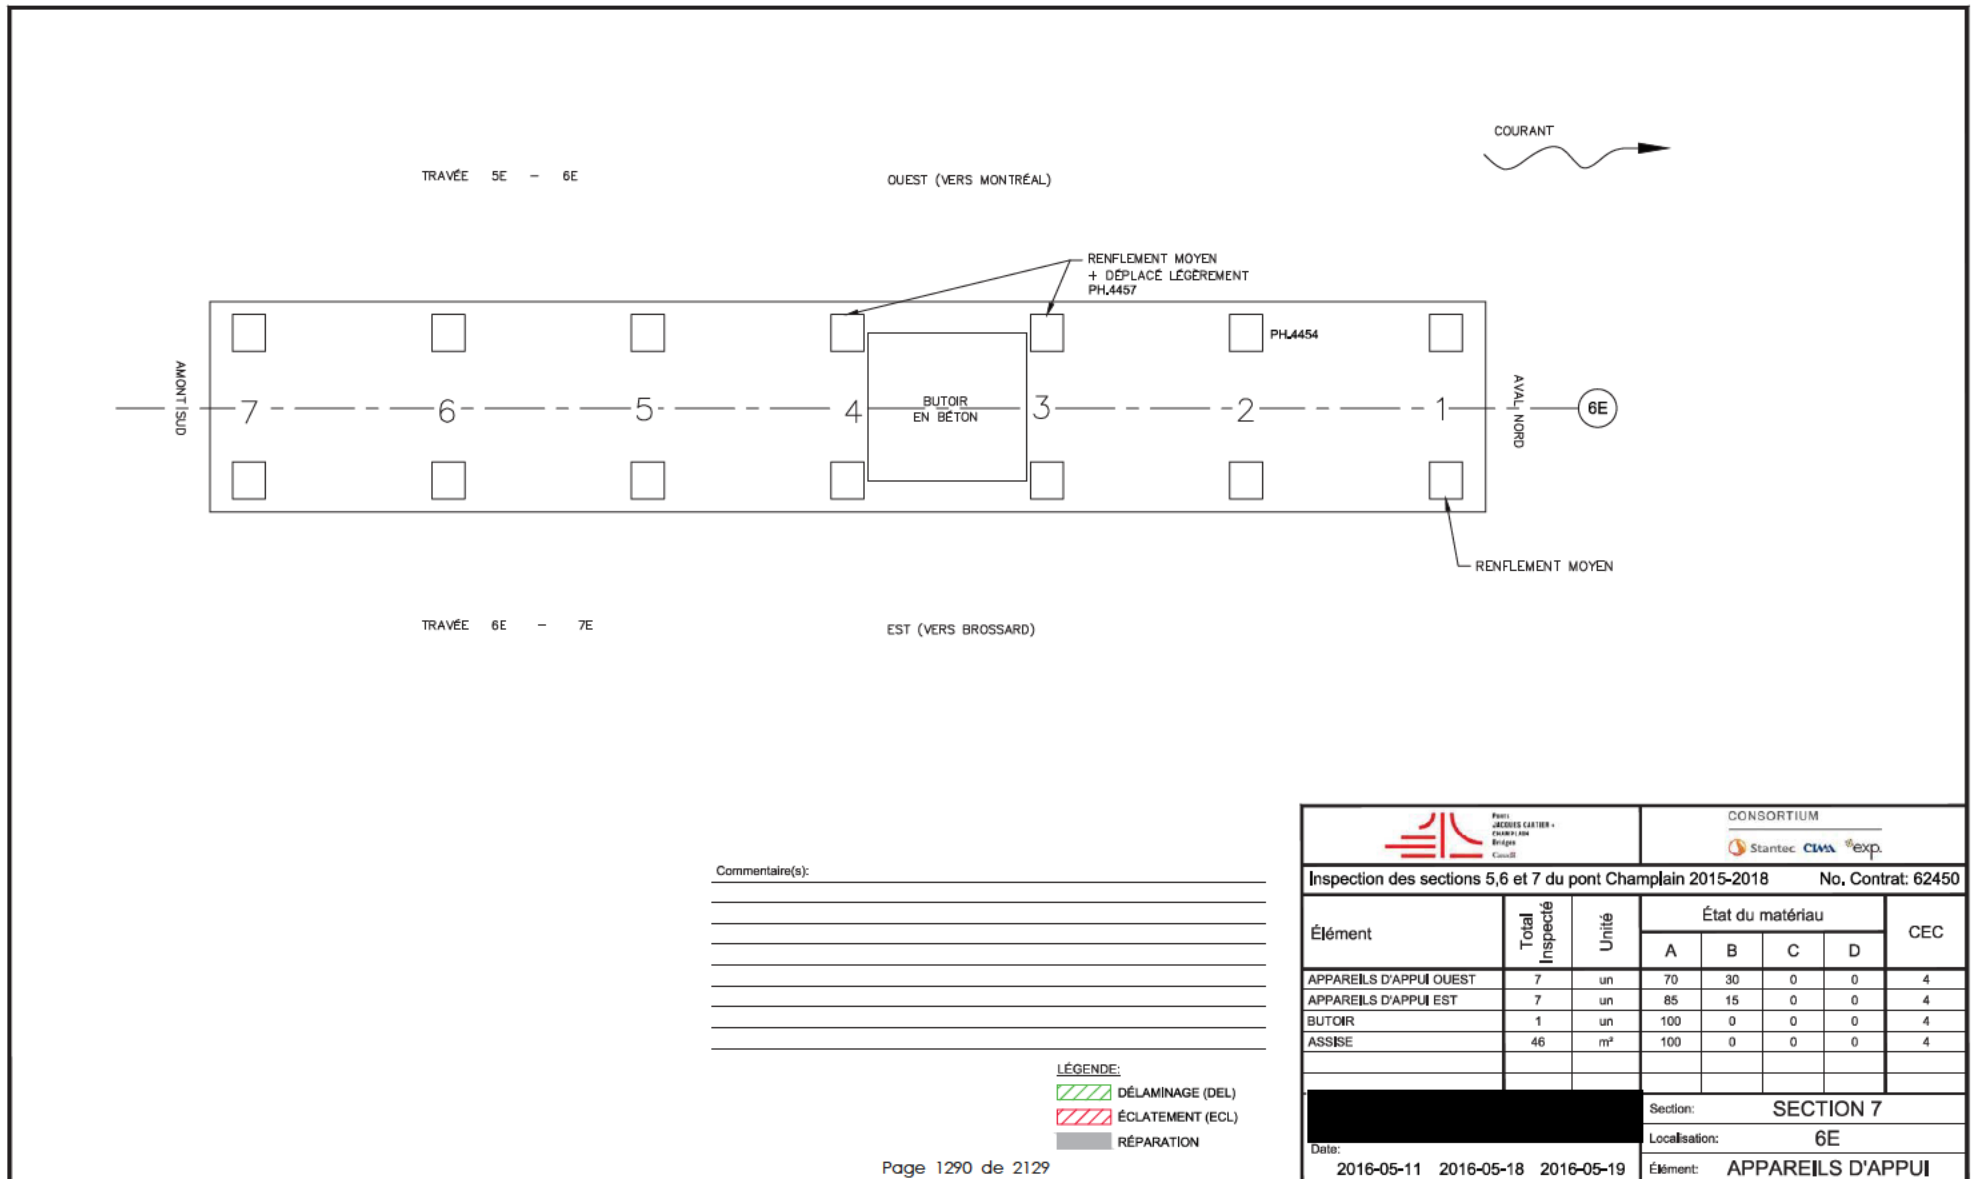 COURANT
TRAVÉE 5E - 6E
OUEST (VERS MONTRÉAL)
RENFLEMENT MOYEN
+ DÉPLACÉ LÉGÈREMENT
PH.4457
PH.4454
AMONT SUD
7
6
5
4
BUTOIR
EN BÉTON
3
2
1
AVAL NORD
6E
RENFLEMENT MOYEN
TRAVÉE 6E - 7E
EST (VERS BROSSARD)
Commentaire(s):
LÉGENDE:
DÉLAMINAGE (DEL)
ÉCLATEMENT (ECL)
RÉPARATION
Page 1290 de 2129
Ponts
JACQUES CARTIER +
CHAMPLAIN
Bridges
Canada
CONSORTIUM
Stantec CIMA exp.
Inspection des sections 5,6 et 7 du pont Champlain 2015-2018 No. Contrat: 62450
Élément Total Inspecté Unité État du matériau CEC
A B C D
APPAREILS D'APPUI OUEST 7 un 70 30 0 0 4
APPAREILS D'APPUI EST 7 un 85 15 0 0 4
BUTOIR 1 un 100 0 0 0 4
ASSISE 46 m² 100 0 0 0 4
Section: SECTION 7
Localisation: 6E
Date:
2016-05-11 2016-05-18 2016-05-19
Élément: APPAREILS D'APPUI